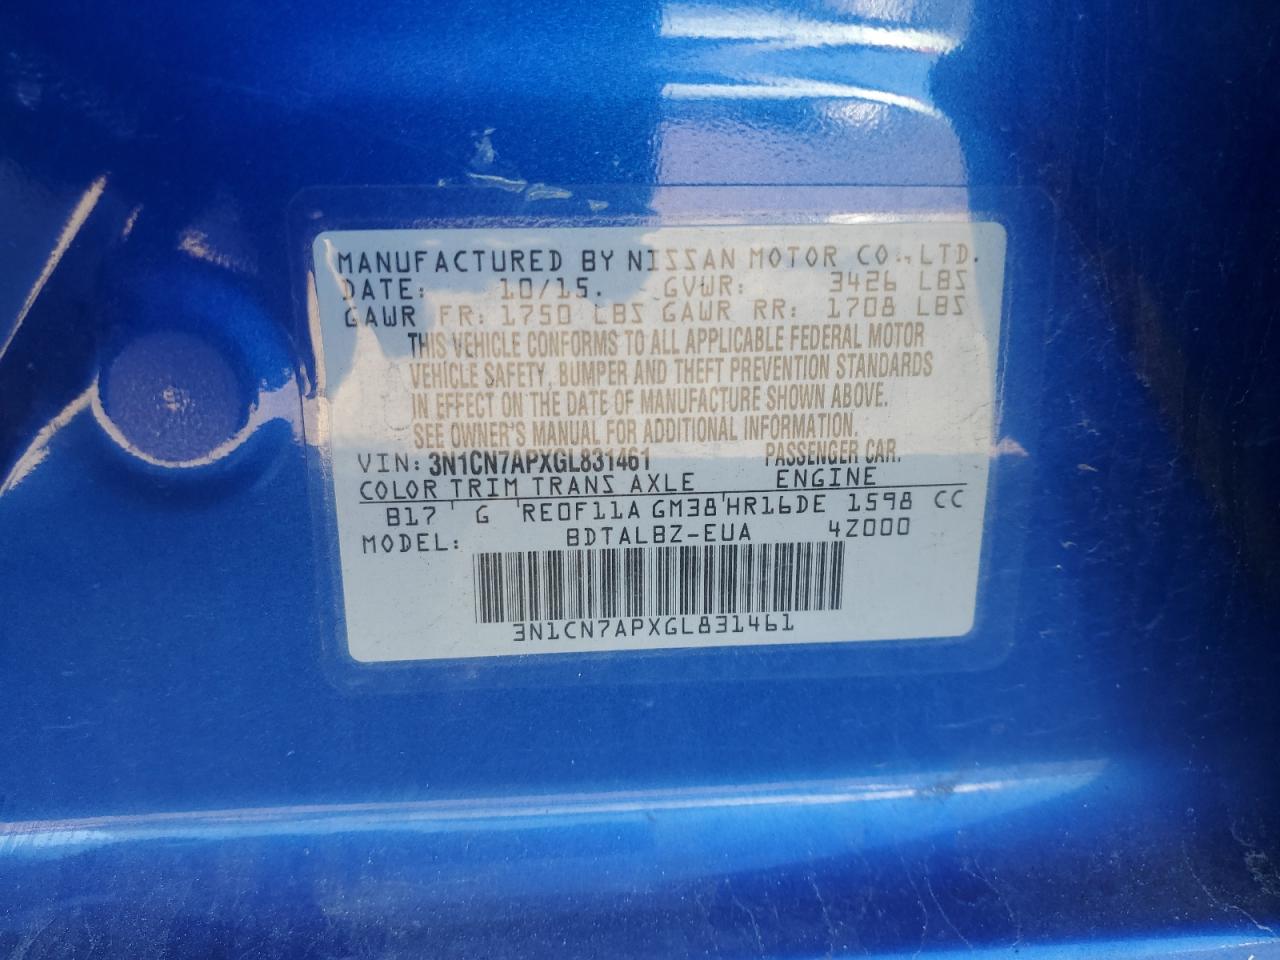 MANUFACTURED BY NISSAN MOTOR CO., LTD.
DATE: 10/15. GVWR: 3426 LBS
GAWR FR: 1750 LBS GAWR RR: 1708 LBS
THIS VEHICLE CONFORMS TO ALL APPLICABLE FEDERAL MOTOR
VEHICLE SAFETY, BUMPER AND THEFT PREVENTION STANDARDS
IN EFFECT ON THE DATE OF MANUFACTURE SHOWN ABOVE.
SEE OWNER'S MANUAL FOR ADDITIONAL INFORMATION.
VIN: 3N1CN7APXGL831461 PASSENGER CAR.
COLOR TRIM TRANS AXLE ENGINE
B17 ' G ' RE0F11A GM38 ' HR16DE 1598 CC
MODEL: BDTALBZ-EUA 4Z000
3N1CN7APXGL831461